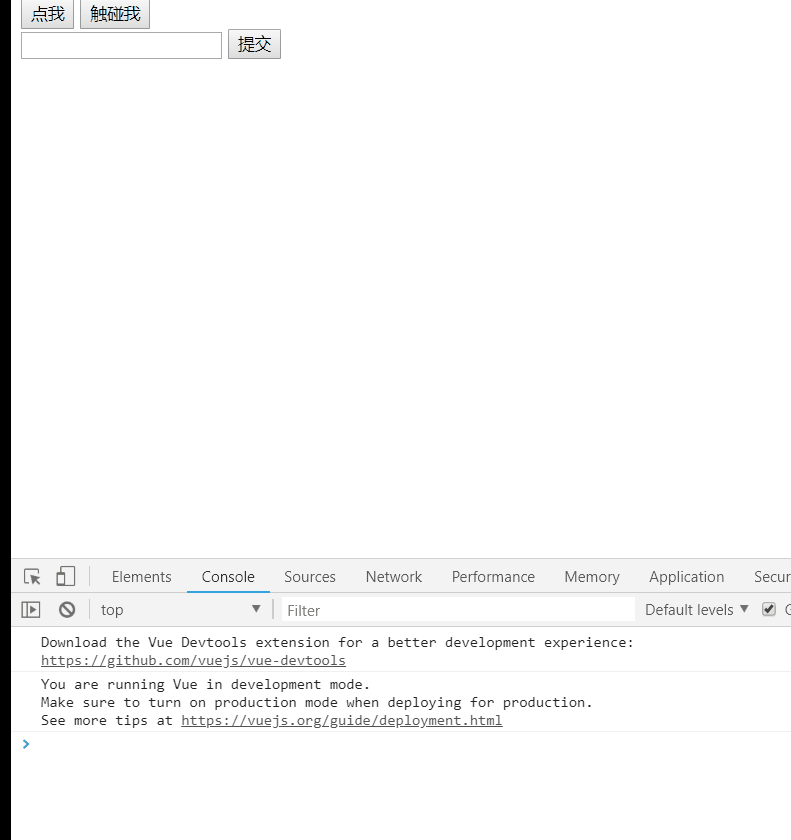 点我 触碰我
提交
Elements Console Sources Network Performance Memory Application Secur
top Filter Default levels
Download the Vue Devtools extension for a better development experience:
https://github.com/vuejs/vue-devtools
You are running Vue in development mode.
Make sure to turn on production mode when deploying for production.
See more tips at https://vuejs.org/guide/deployment.html